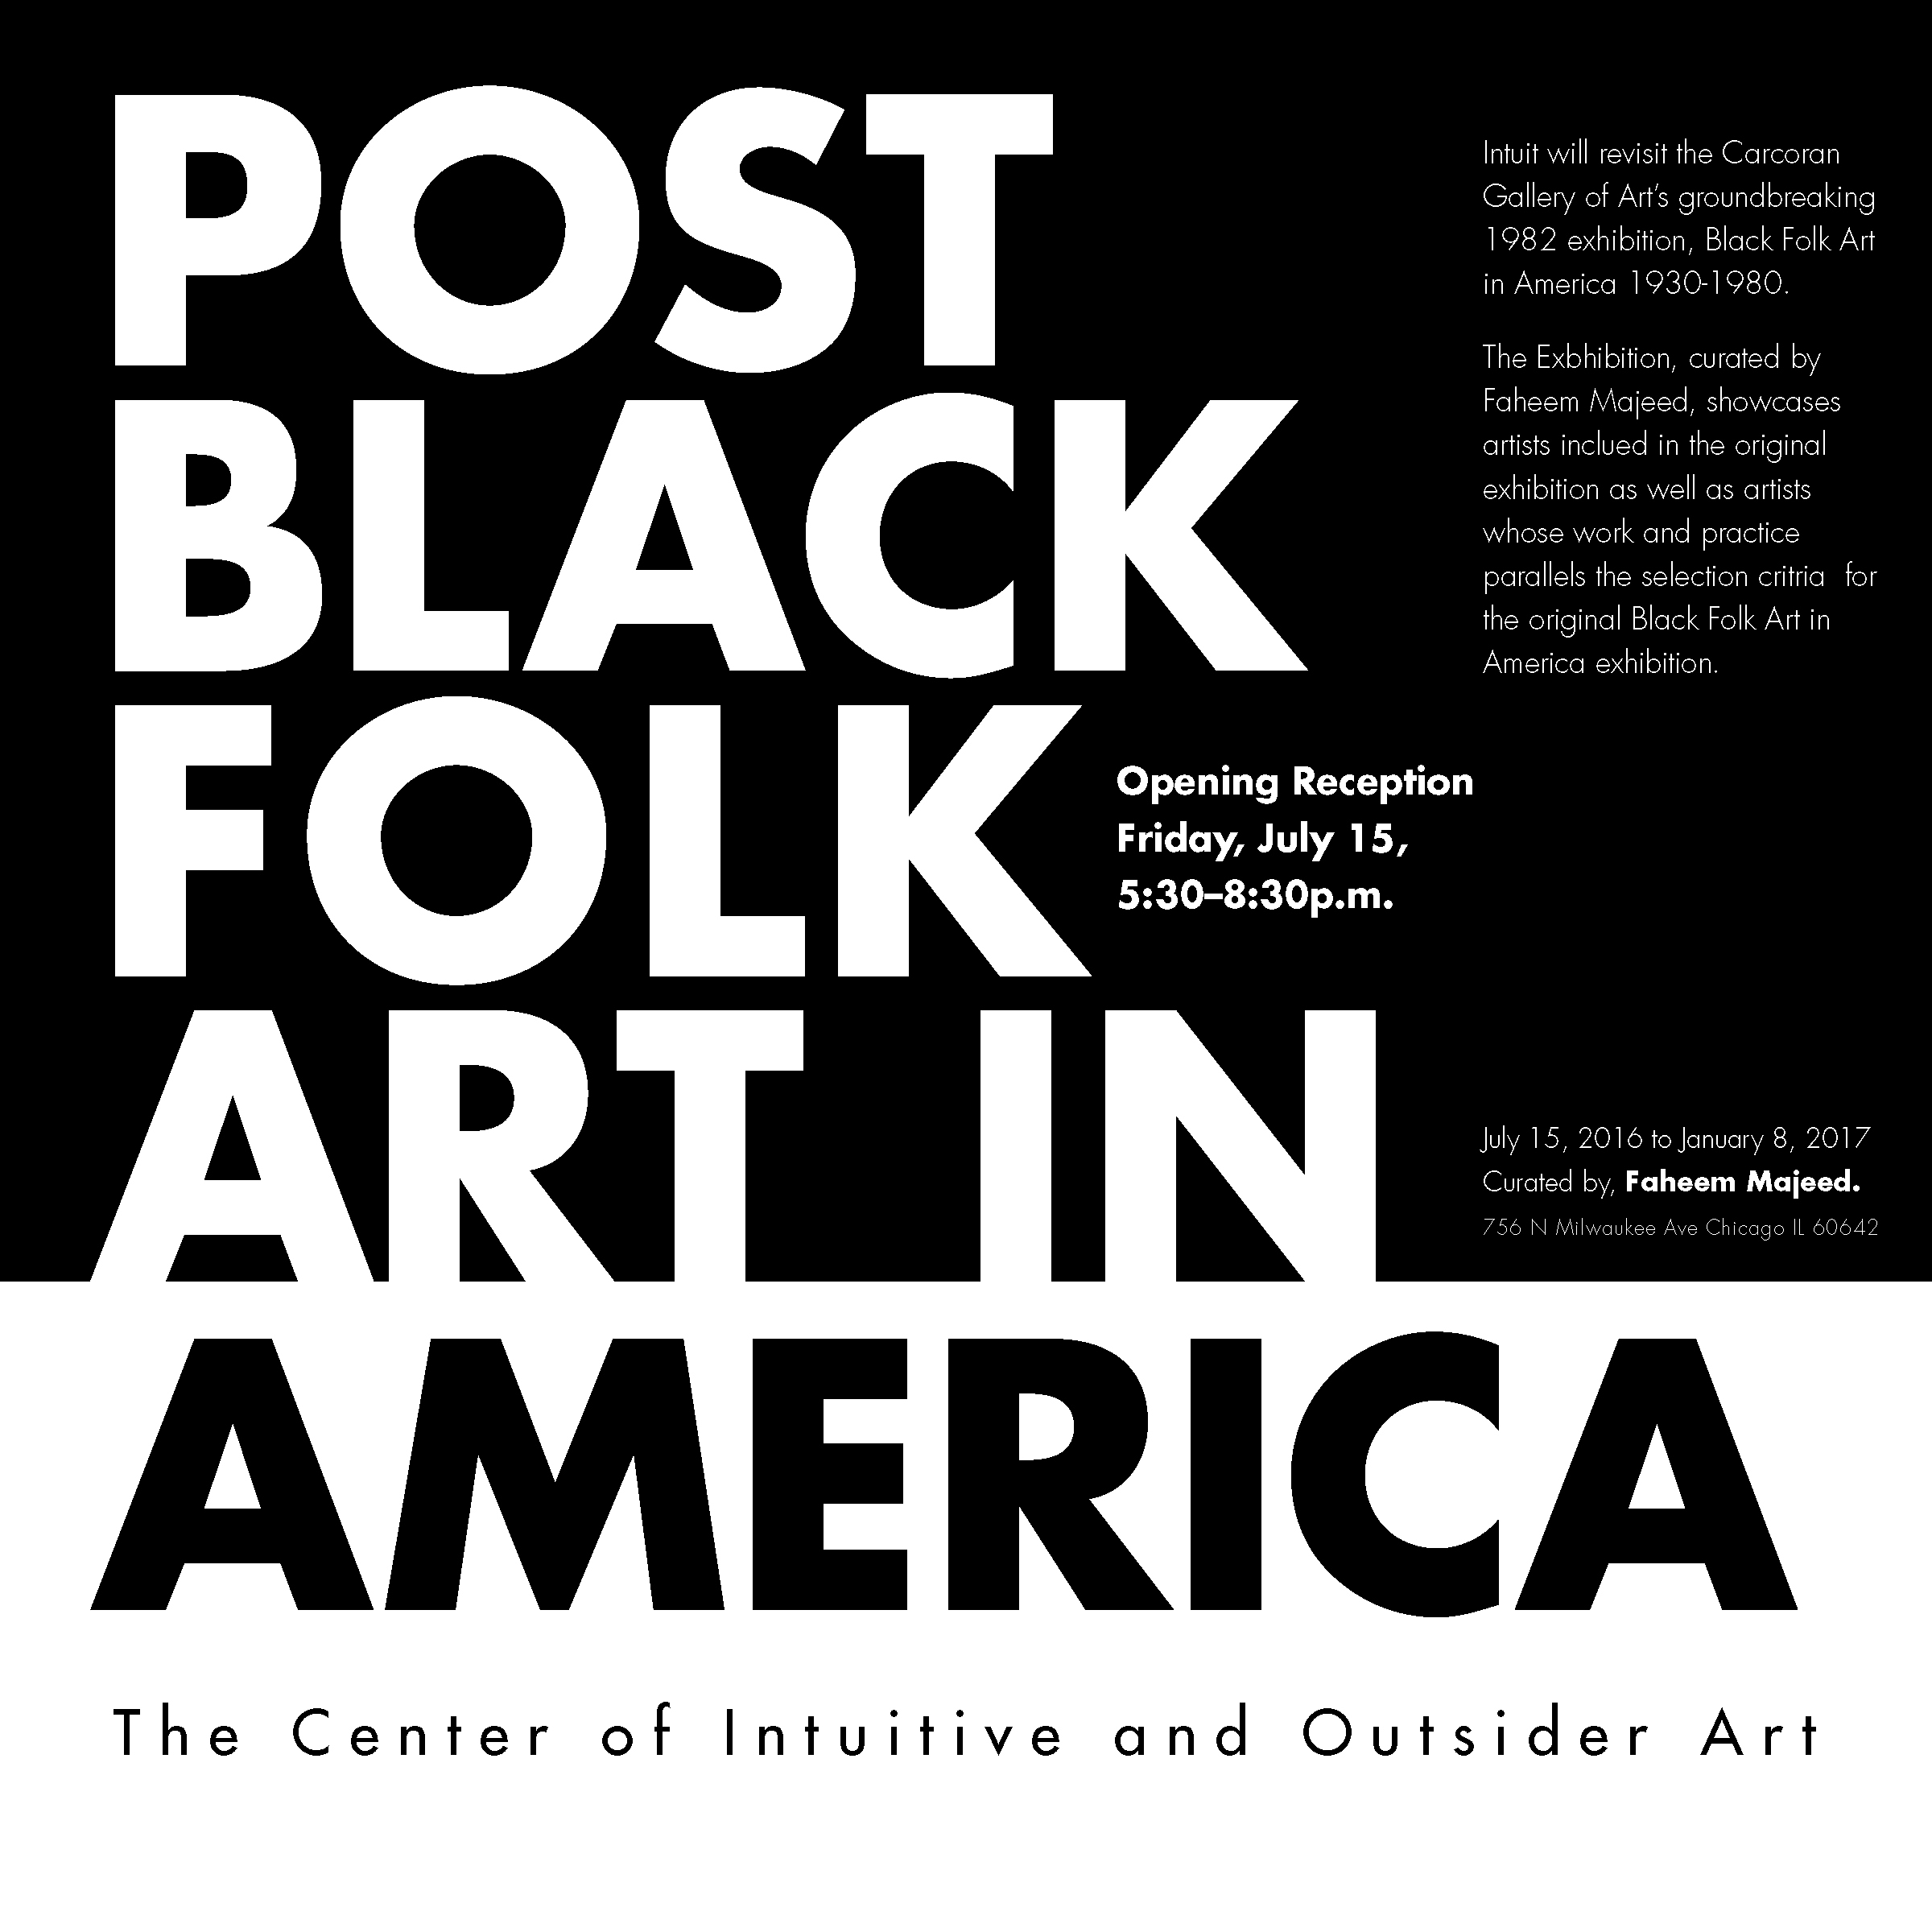 POST
BLACK
FOLK
ART IN
AMERICA
Intuit will revisit the Carcoran
Gallery of Art's groundbreaking
1982 exhibition, Black Folk Art
in America 1930-1980.
The Exbhibition, curated by
Faheem Majeed, showcases
artists inclued in the original
exhibition as well as artists
whose work and practice
parallels the selection critria for
the original Black Folk Art in
America exhibition.
Opening Reception
Friday, July 15,
5:30–8:30p.m.
July 15, 2016 to January 8, 2017
Curated by, Faheem Majeed.
756 N Milwaukee Ave Chicago IL 60642
The Center of Intuitive and Outsider Art